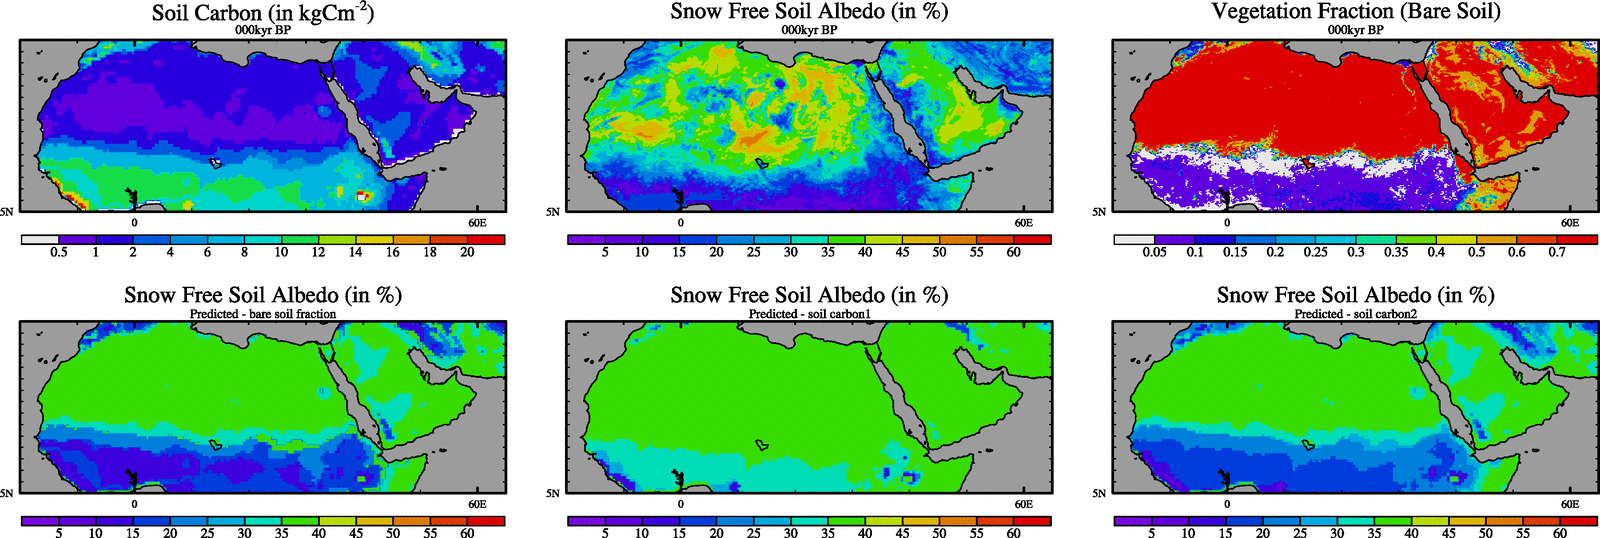 Soil Carbon (in kgCm-2)
000kyr BP
5N
0
60E
0.5 1 2 4 6 8 10 12 14 16 18 20
Snow Free Soil Albedo (in %)
000kyr BP
0
60E
5 10 15 20 25 30 35 40 45 50 55 60
Vegetation Fraction (Bare Soil)
000kyr BP
5N
0
60E
0.05 0.1 0.15 0.2 0.25 0.3 0.35 0.4 0.5 0.6 0.7
Snow Free Soil Albedo (in %)
Predicted - bare soil fraction
5N
0
60E
5 10 15 20 25 30 35 40 45 50 55 60
Snow Free Soil Albedo (in %)
Predicted - soil carbon1
0
60E
5 10 15 20 25 30 35 40 45 50 55 60
Snow Free Soil Albedo (in %)
Predicted - soil carbon2
5N
0
60E
5 10 15 20 25 30 35 40 45 50 55 60